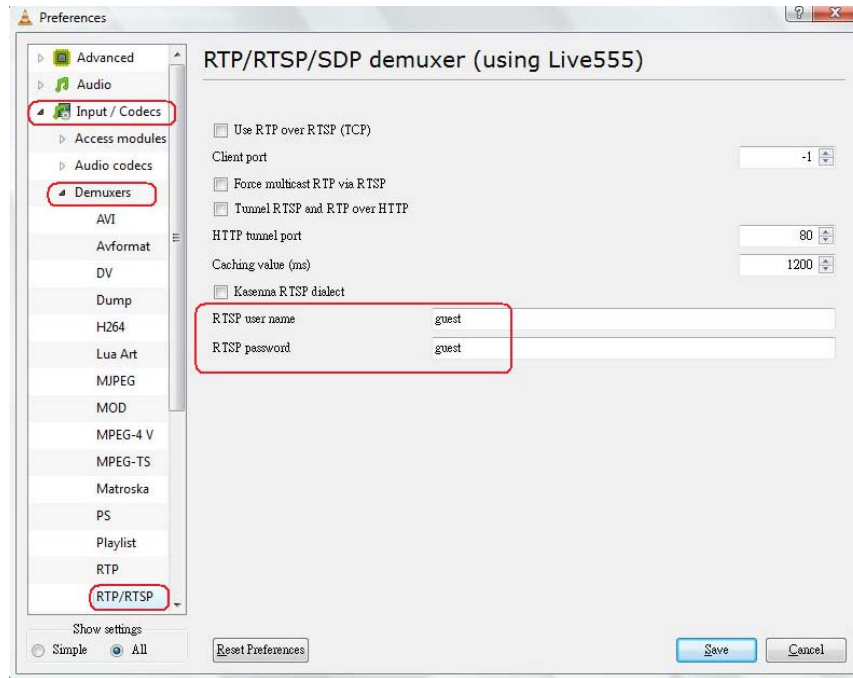 Preferences
Advanced
Audio
Input / Codecs
Access modules
Audio codecs
Demuxers
AVI
Avformat
DV
Dump
H264
Lua Art
MJPEG
MOD
MPEG-4 V
MPEG-TS
Matroska
PS
Playlist
RTP
RTP/RTSP
Show settings
Simple All
RTP/RTSP/SDP demuxer (using Live555)
Use RTP over RTSP (TCP)
Client port -1
Force multicast RTP via RTSP
Tunnel RTSP and RTP over HTTP
HTTP tunnel port 80
Caching value (ms) 1200
Kasenna RTSP dialect
RTSP user name guest
RTSP password guest
Reset Preferences Save Cancel